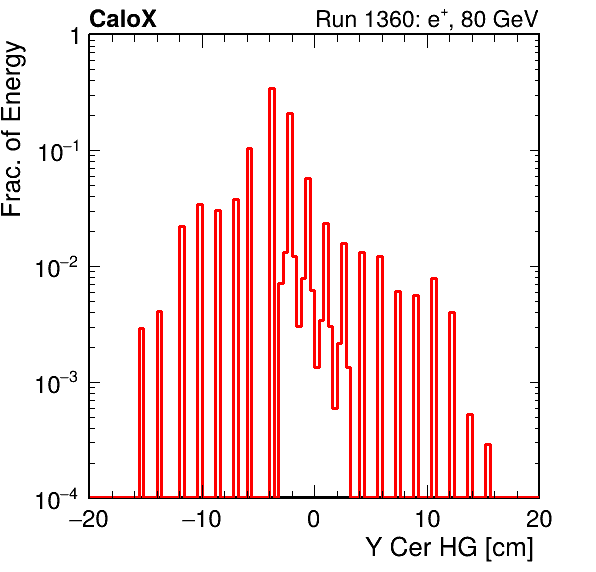 CaloX Run 1360: e⁺, 80 GeV
Frac. of Energy
1
10⁻¹
10⁻²
10⁻³
10⁻⁴
−20 −10 0 10 20
Y Cer HG [cm]